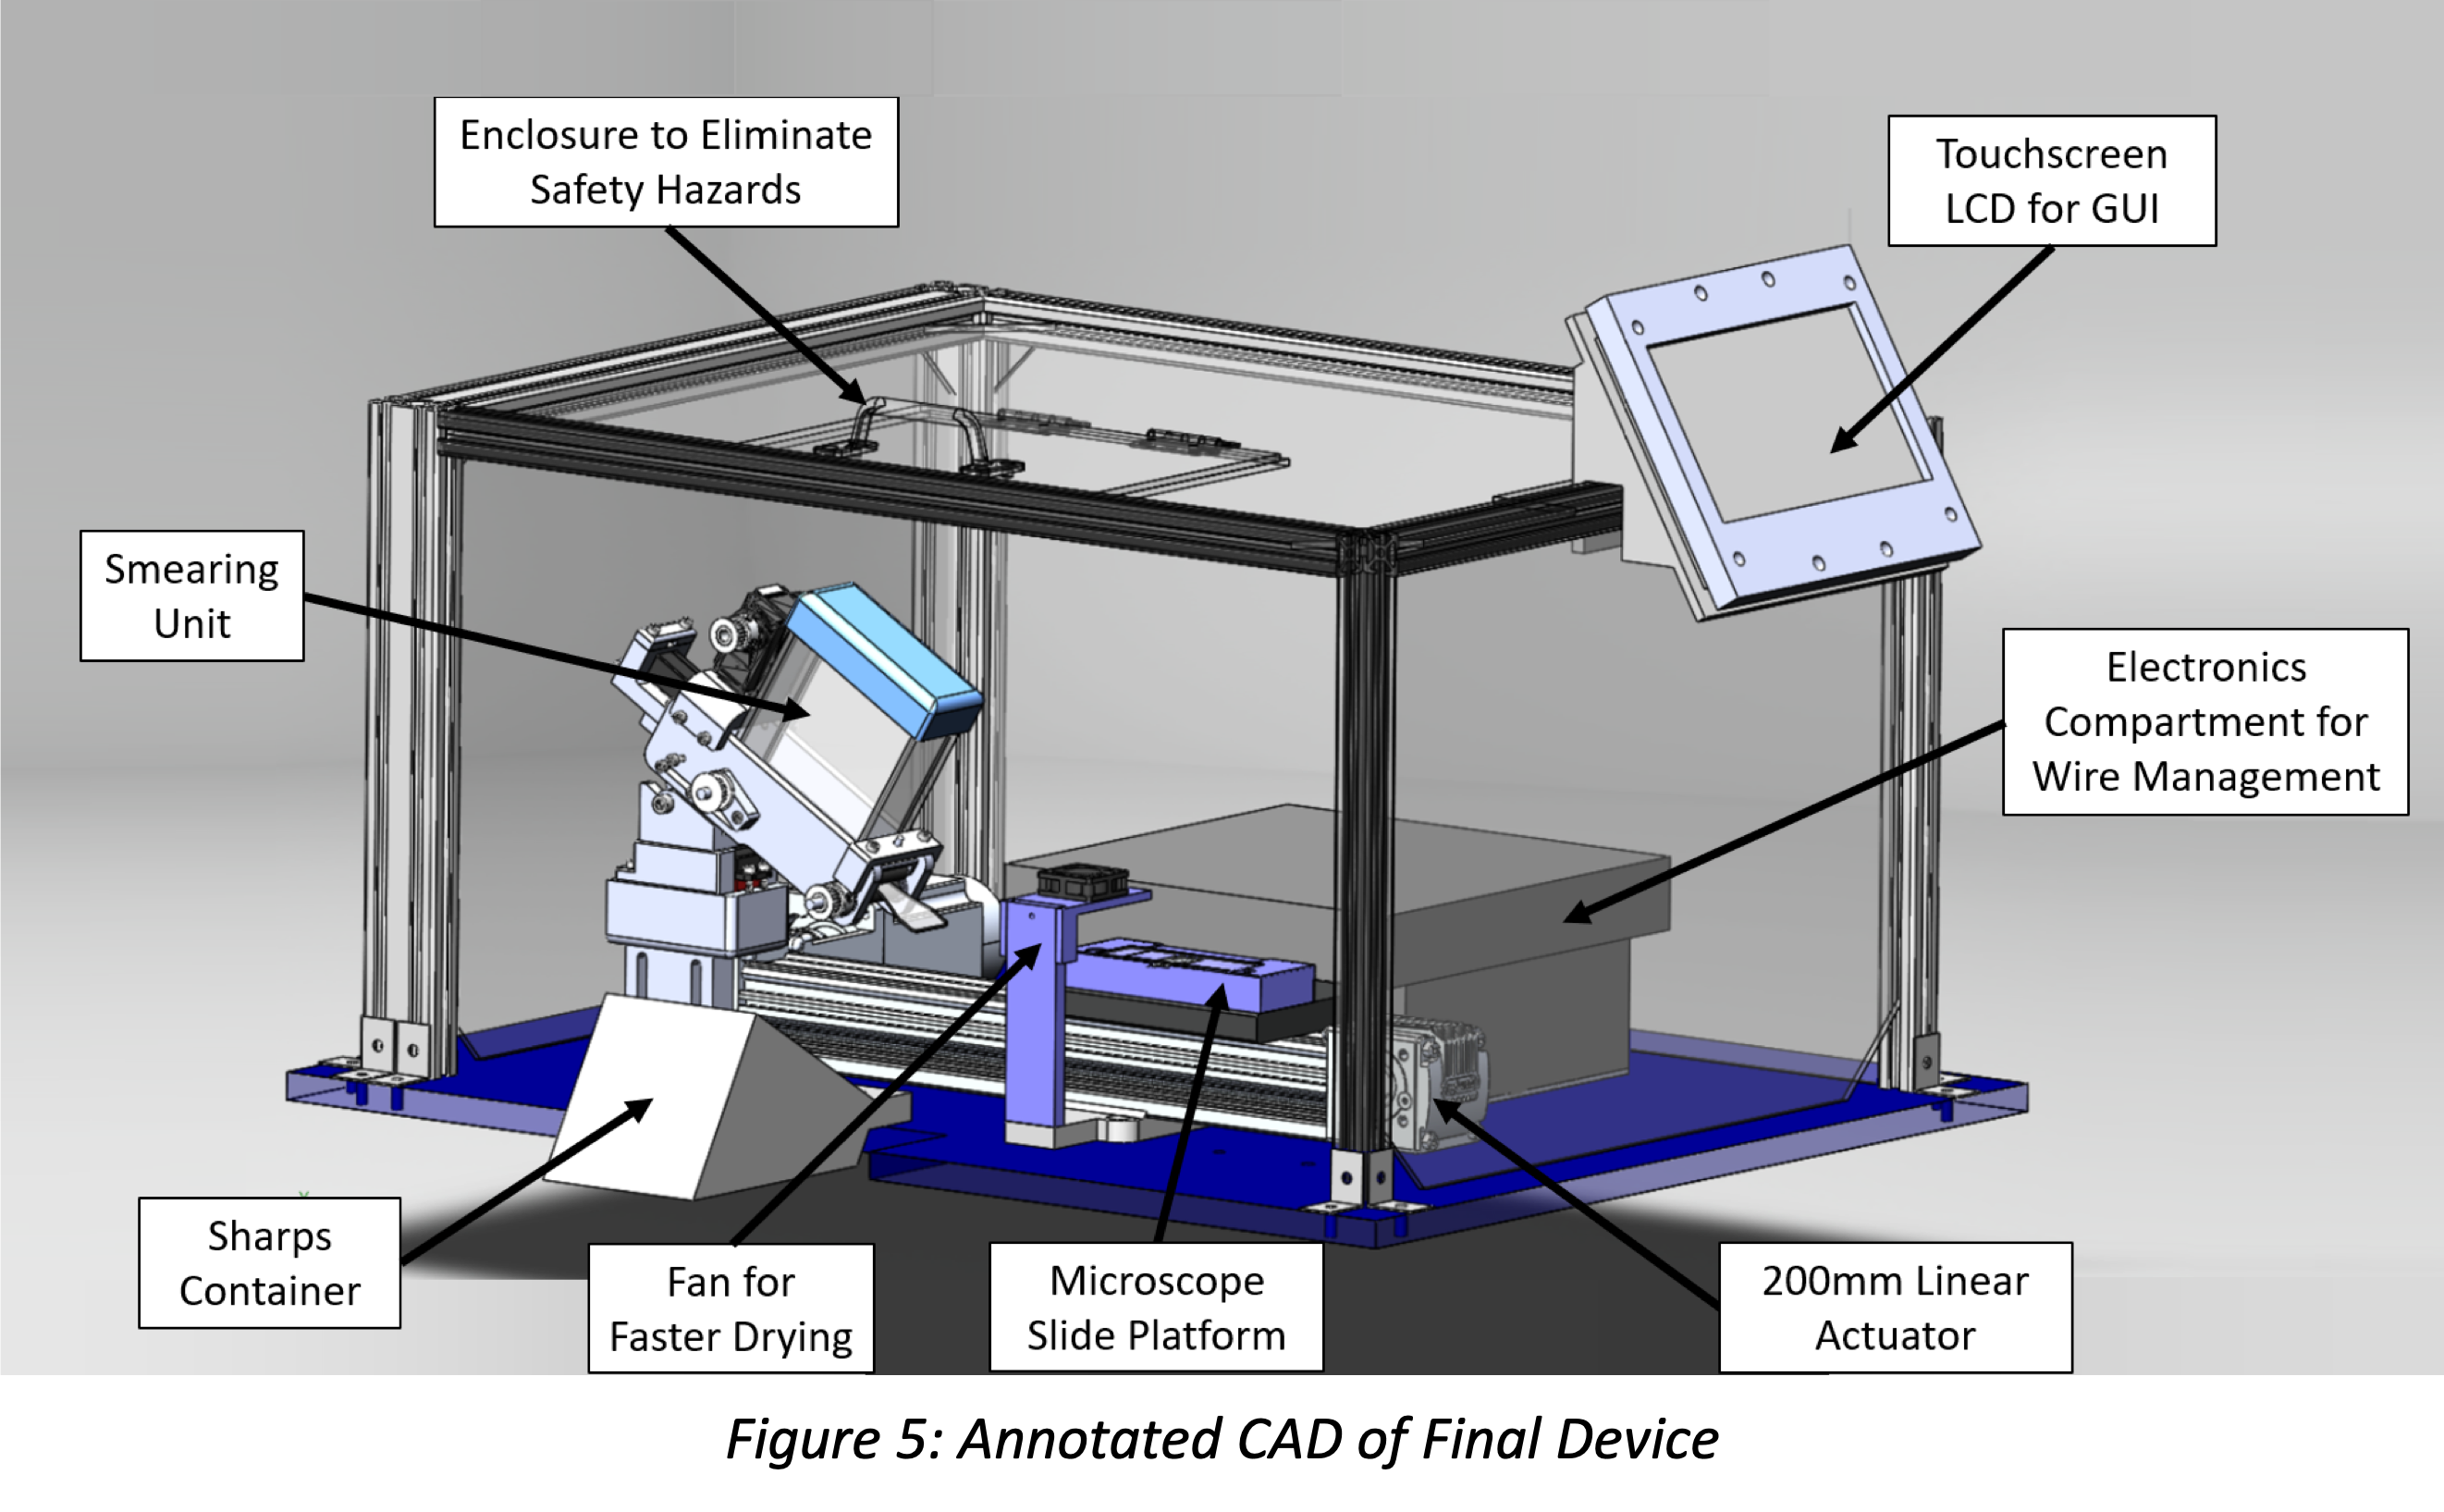 Enclosure to Eliminate
Safety Hazards
Touchscreen
LCD for GUI
Smearing
Unit
Electronics
Compartment for
Wire Management
Sharps
Container
Fan for
Faster Drying
Microscope
Slide Platform
200mm Linear
Actuator
Figure 5: Annotated CAD of Final Device